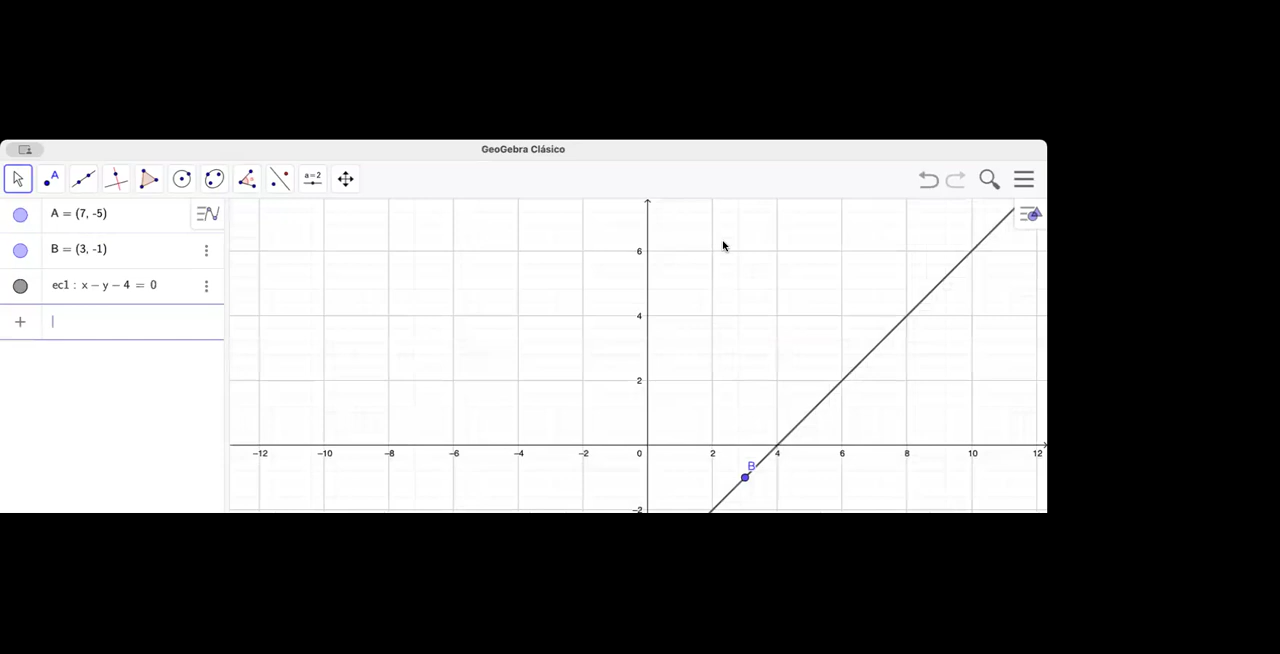 GeoGebra Clásico
A
a=2
A = (7, -5)
B = (3, -1)
ec1 : x − y − 4 = 0
6
4
2
−12 −10 −8 −6 −4 −2 0 2 4 6 8 10 12
B
−2